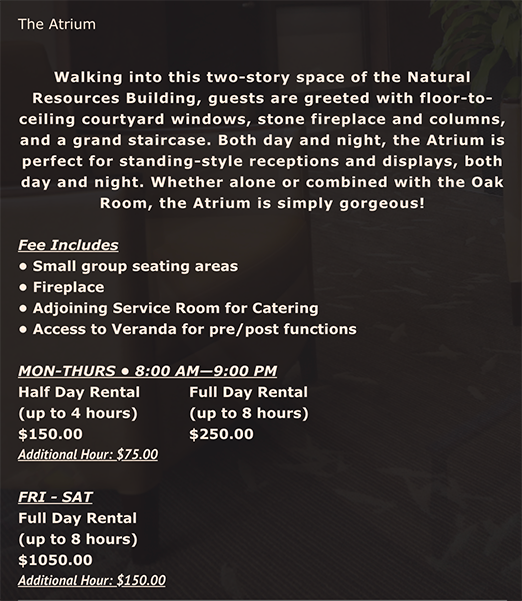 The Atrium
Walking into this two-story space of the Natural
Resources Building, guests are greeted with floor-to-
ceiling courtyard windows, stone fireplace and columns,
and a grand staircase. Both day and night, the Atrium is
perfect for standing-style receptions and displays, both
day and night. Whether alone or combined with the Oak
Room, the Atrium is simply gorgeous!
Fee Includes
• Small group seating areas
• Fireplace
• Adjoining Service Room for Catering
• Access to Veranda for pre/post functions
MON-THURS • 8:00 AM—9:00 PM
Half Day Rental Full Day Rental
(up to 4 hours) (up to 8 hours)
$150.00 $250.00
Additional Hour: $75.00
FRI - SAT
Full Day Rental
(up to 8 hours)
$1050.00
Additional Hour: $150.00